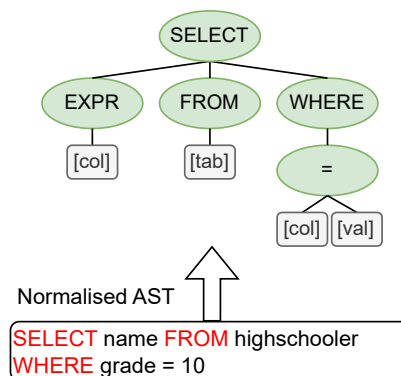 SELECT
EXPR FROM WHERE
[col] [tab] =
[col] [val]
Normalised AST
SELECT name FROM highschooler
WHERE grade = 10